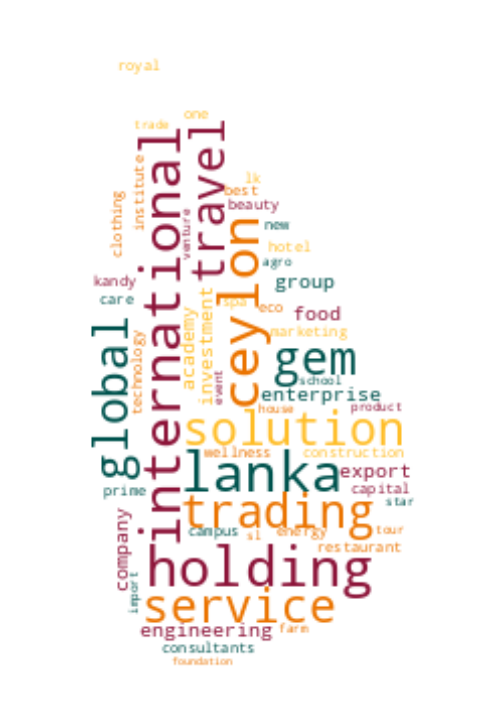 royal
one
trade
international
travel
institute
lk
best
clothing
beauty
venture
new
ceylon
hotel
agro
kandy
group
care
spa
eco
food
investment
academy
global
marketing
technology
gem
event
school
enterprise
house
product
solution
wellness
construction
lanka
export
prime
capital
star
trading
company
campus
sl
energy
tour
restaurant
holding
import
service
engineering
farm
consultants
foundation